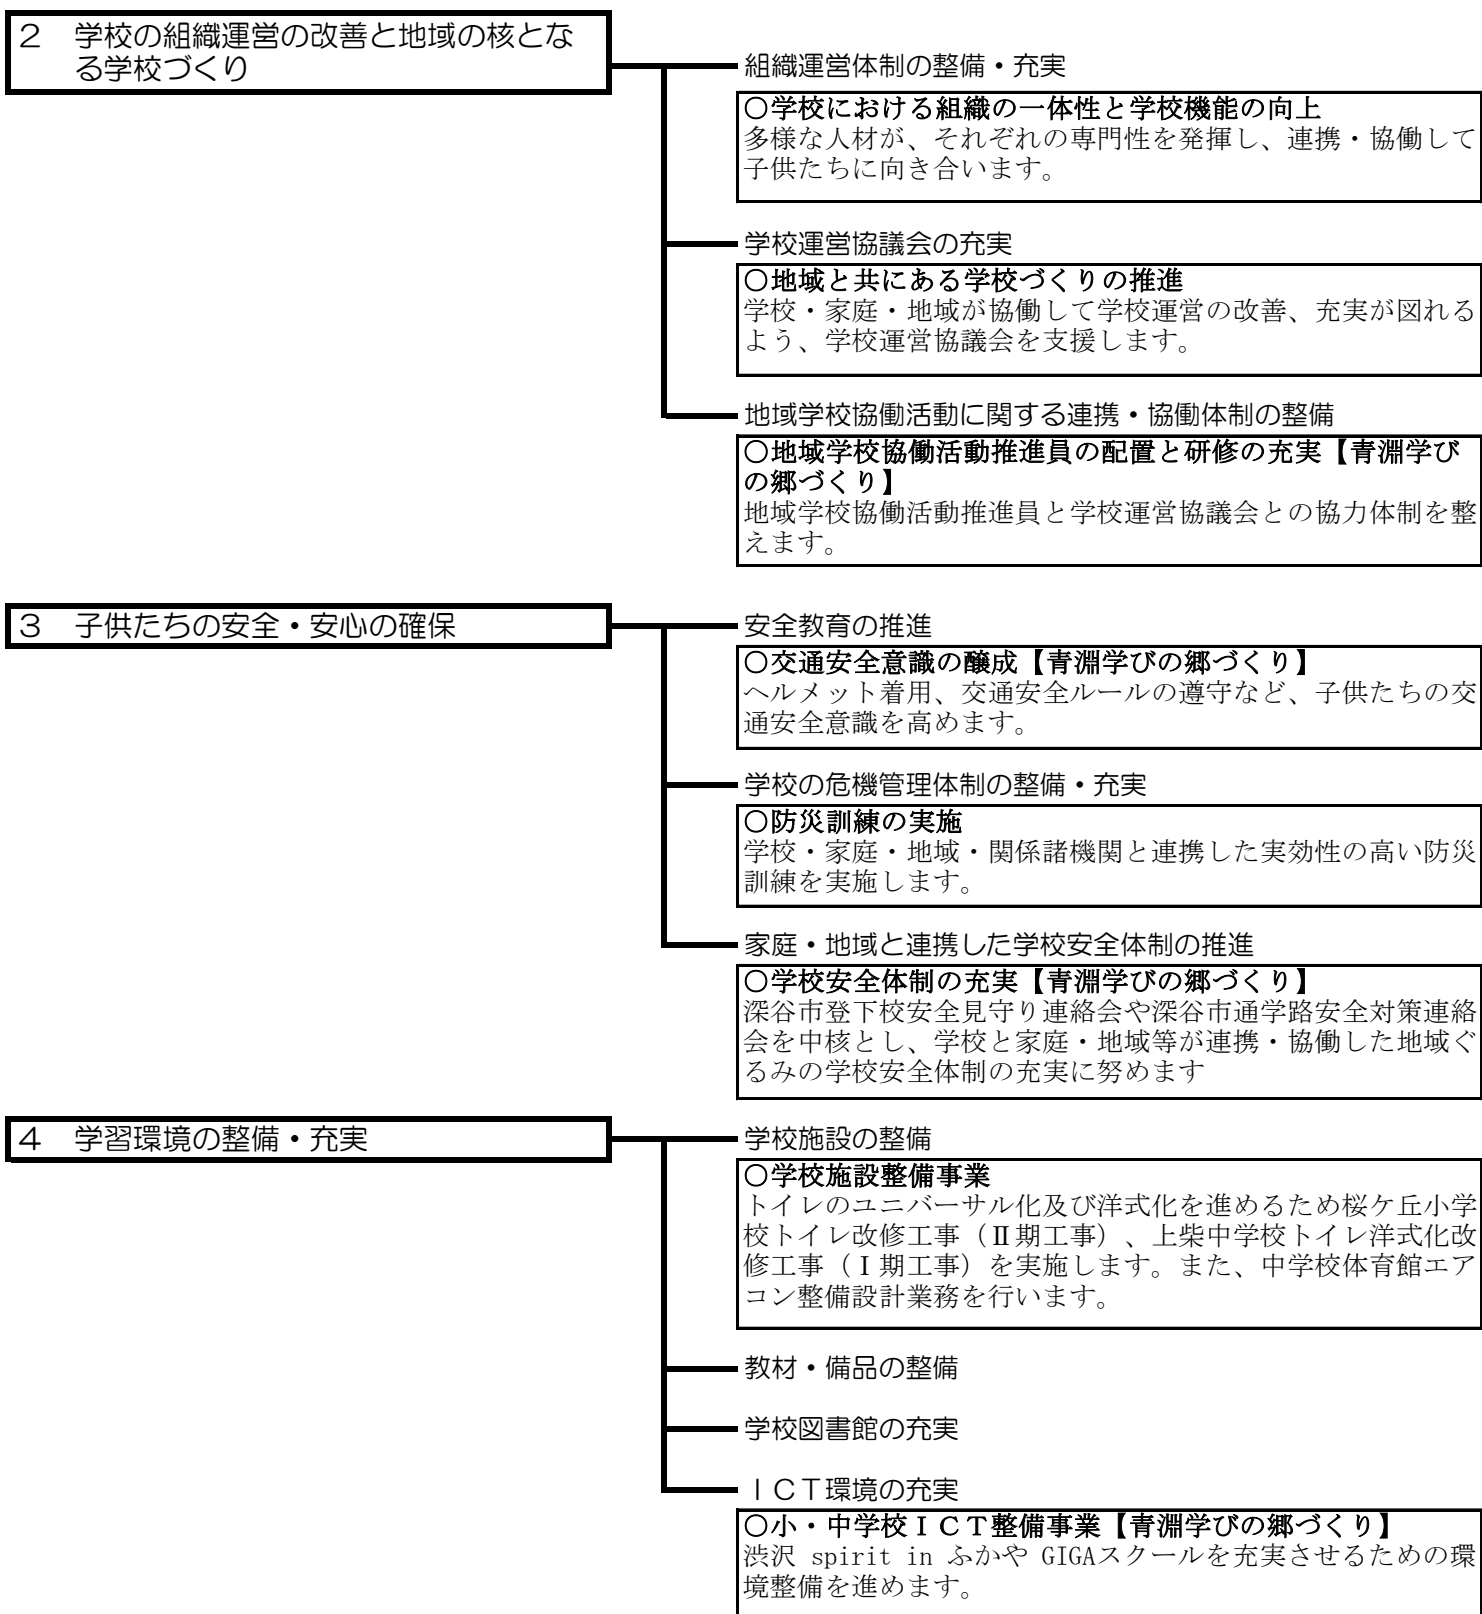 ２　学校の組織運営の改善と地域の核とな
る学校づくり
組織運営体制の整備・充実
○学校における組織の一体性と学校機能の向上
多様な人材が、それぞれの専門性を発揮し、連携・協働して
子供たちに向き合います。
学校運営協議会の充実
○地域と共にある学校づくりの推進
学校・家庭・地域が協働して学校運営の改善、充実が図れる
よう、学校運営協議会を支援します。
地域学校協働活動に関する連携・協働体制の整備
○地域学校協働活動推進員の配置と研修の充実【青淵学び
の郷づくり】
地域学校協働活動推進員と学校運営協議会との協力体制を整
えます。
３　子供たちの安全・安心の確保
安全教育の推進
○交通安全意識の醸成【青淵学びの郷づくり】
ヘルメット着用、交通安全ルールの遵守など、子供たちの交
通安全意識を高めます。
学校の危機管理体制の整備・充実
○防災訓練の実施
学校・家庭・地域・関係諸機関と連携した実効性の高い防災
訓練を実施します。
家庭・地域と連携した学校安全体制の推進
○学校安全体制の充実【青淵学びの郷づくり】
深谷市登下校安全見守り連絡会や深谷市通学路安全対策連絡
会を中核とし、学校と家庭・地域等が連携・協働した地域ぐ
るみの学校安全体制の充実に努めます
４　学習環境の整備・充実
学校施設の整備
○学校施設整備事業
トイレのユニバーサル化及び洋式化を進めるため桜ケ丘小学
校トイレ改修工事（Ⅱ期工事）、上柴中学校トイレ洋式化改
修工事（Ⅰ期工事）を実施します。また、中学校体育館エア
コン整備設計業務を行います。
教材・備品の整備
学校図書館の充実
ＩＣＴ環境の充実
○小・中学校ＩＣＴ整備事業【青淵学びの郷づくり】
渋沢 spirit in ふかや GIGAスクールを充実させるための環
境整備を進めます。